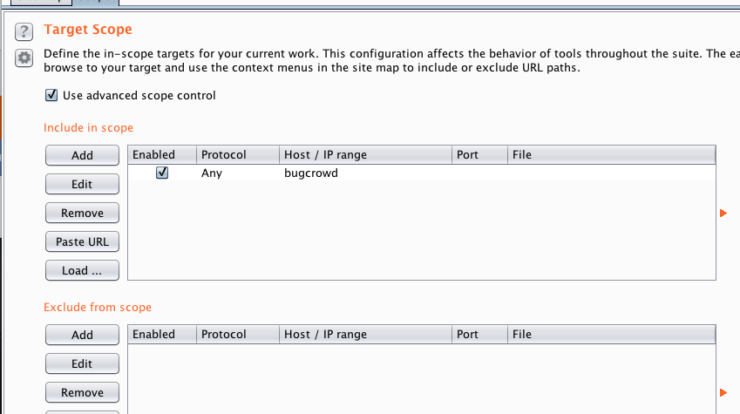 Target Scope
Define the in-scope targets for your current work. This configuration affects the behavior of tools throughout the suite. The
browse to your target and use the context menus in the site map to include or exclude URL paths.
Use advanced scope control
Include in scope
Add
Enabled Protocol Host / IP range Port File
Any bugcrowd
Edit
Remove
Paste URL
Load ...
Exclude from scope
Add
Enabled Protocol Host / IP range Port File
Edit
Remove